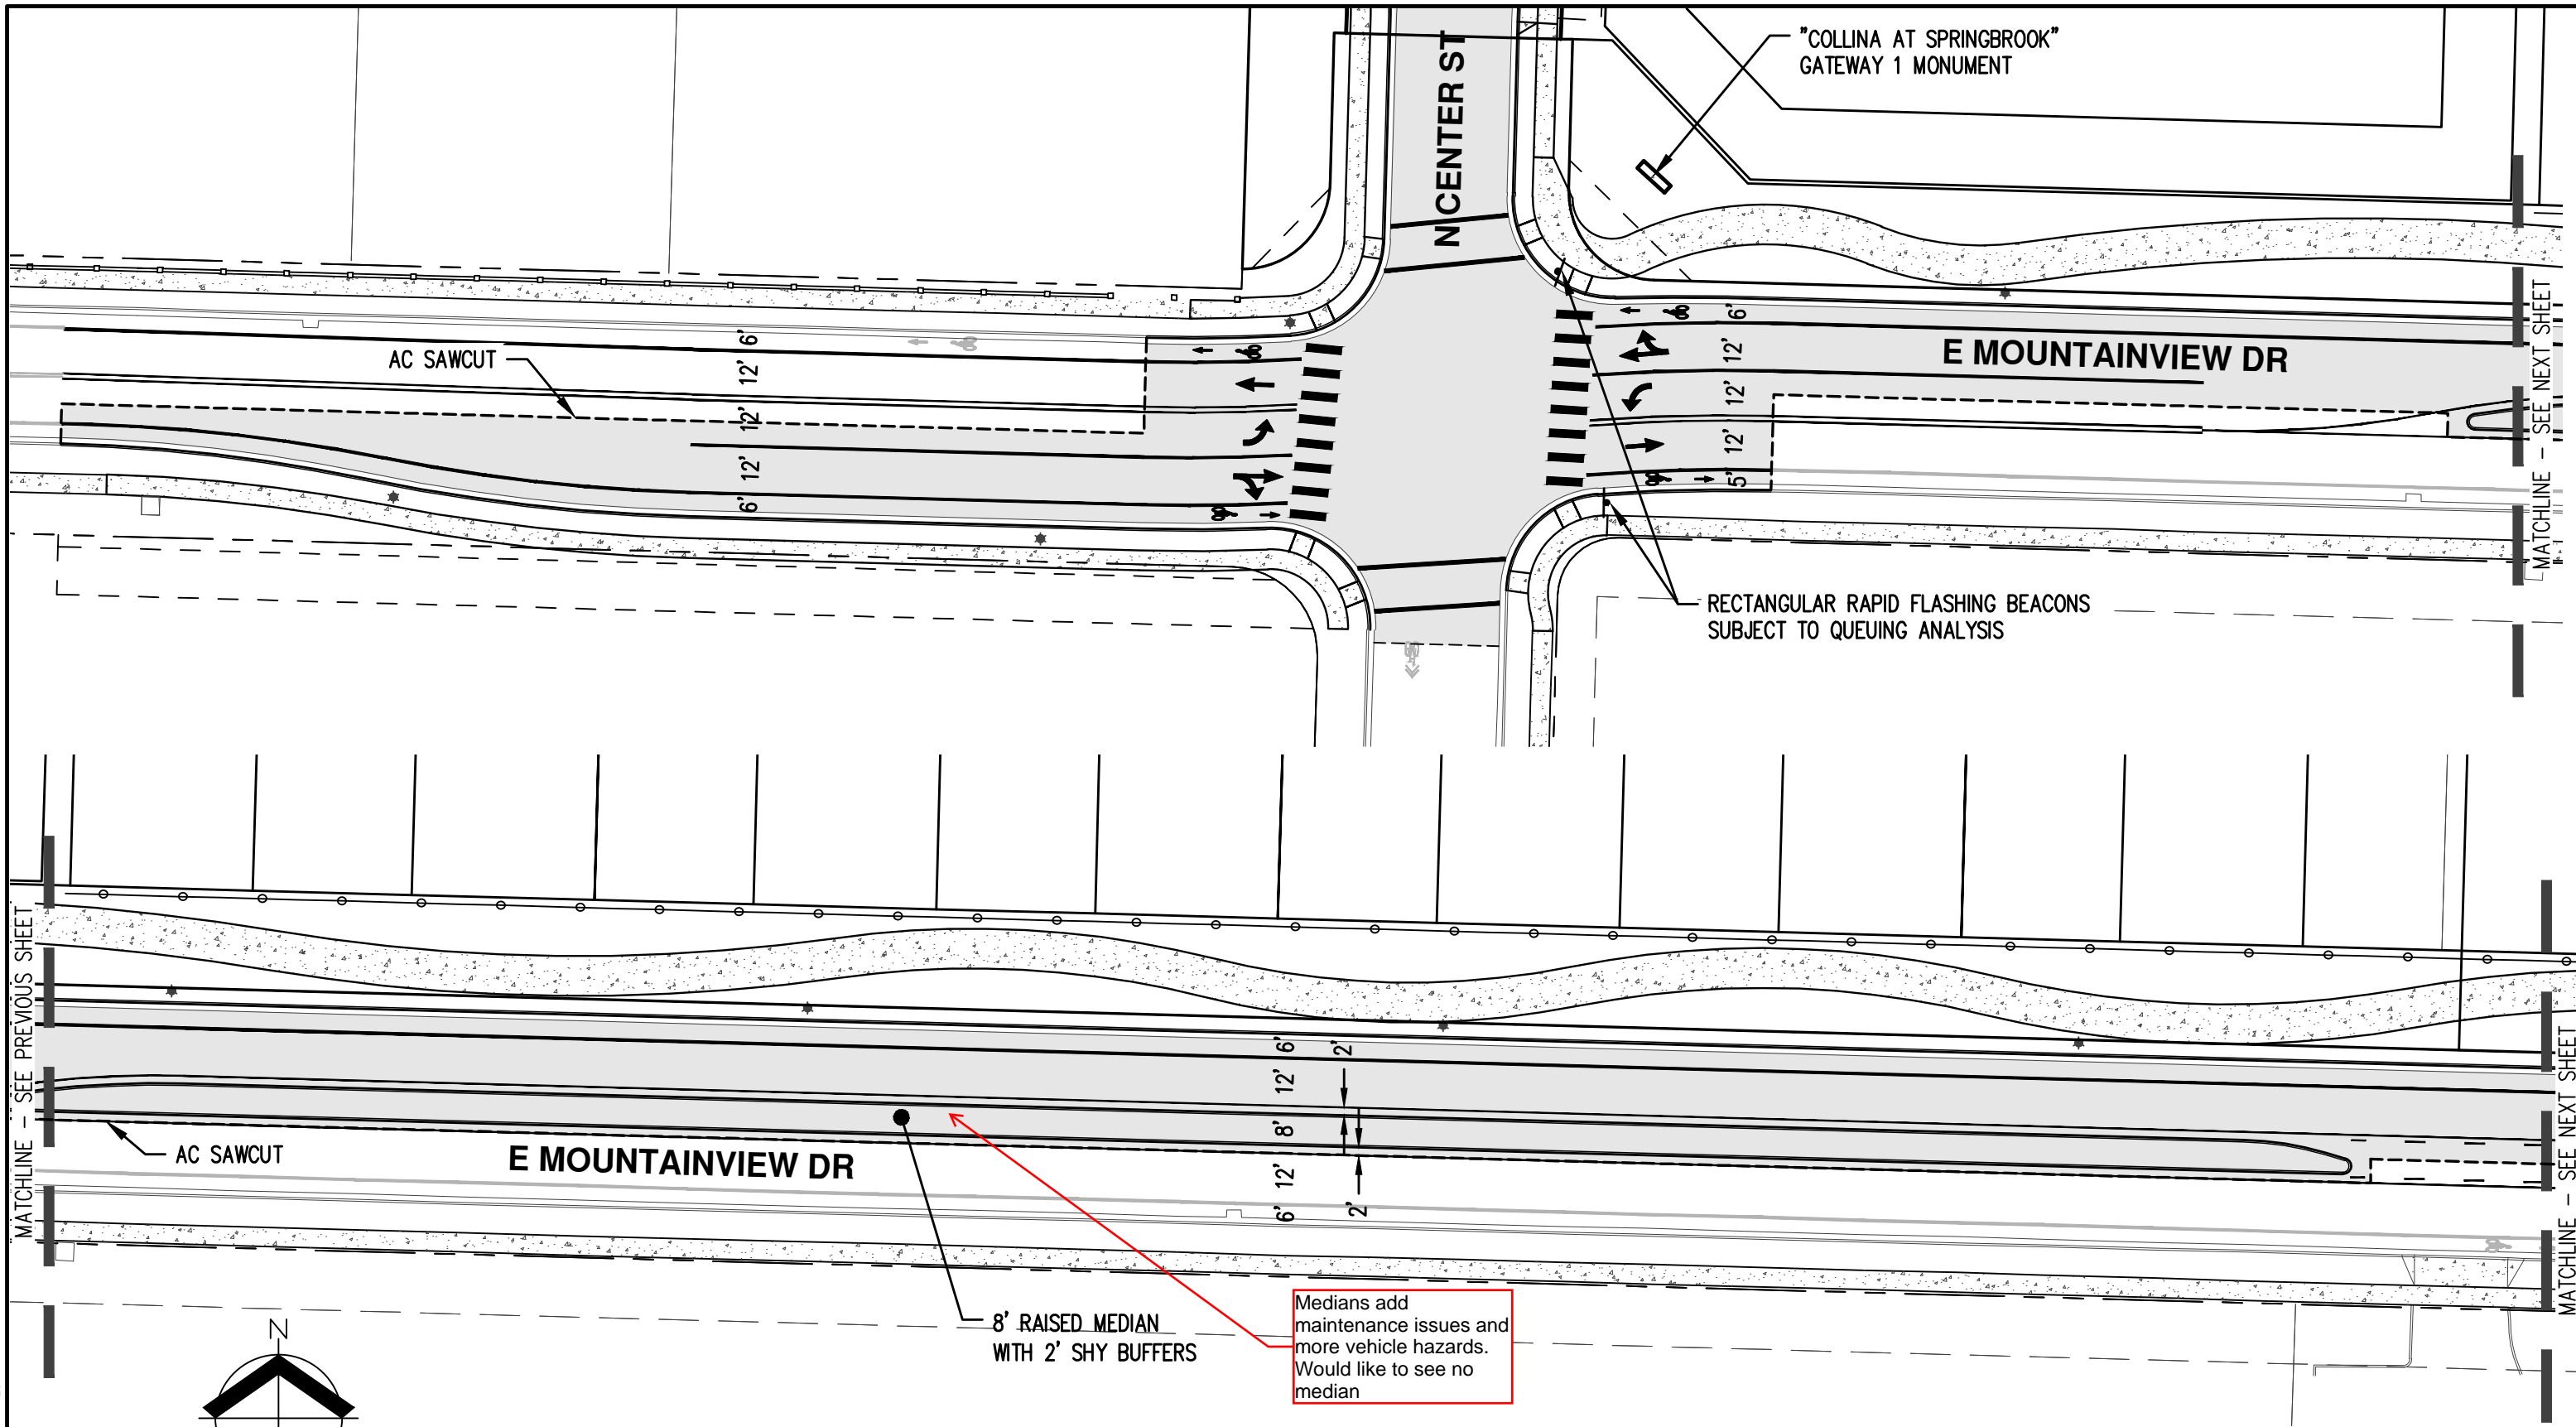 "COLLINA AT SPRINGBROOK"
GATEWAY 1 MONUMENT
N CENTER ST
AC SAWCUT
6'
12'
12'
12'
6'
6'
12'
12'
12'
5'
E MOUNTAINVIEW DR
MATCHLINE - SEE NEXT SHEET
RECTANGULAR RAPID FLASHING BEACONS
SUBJECT TO QUEUING ANALYSIS
MATCHLINE - SEE PREVIOUS SHEET
AC SAWCUT
E MOUNTAINVIEW DR
6'
12'
8'
12'
6'
2'
2'
8' RAISED MEDIAN
WITH 2' SHY BUFFERS
Medians add
maintenance issues and
more vehicle hazards.
Would like to see no
median
MATCHLINE - SEE NEXT SHEET
N